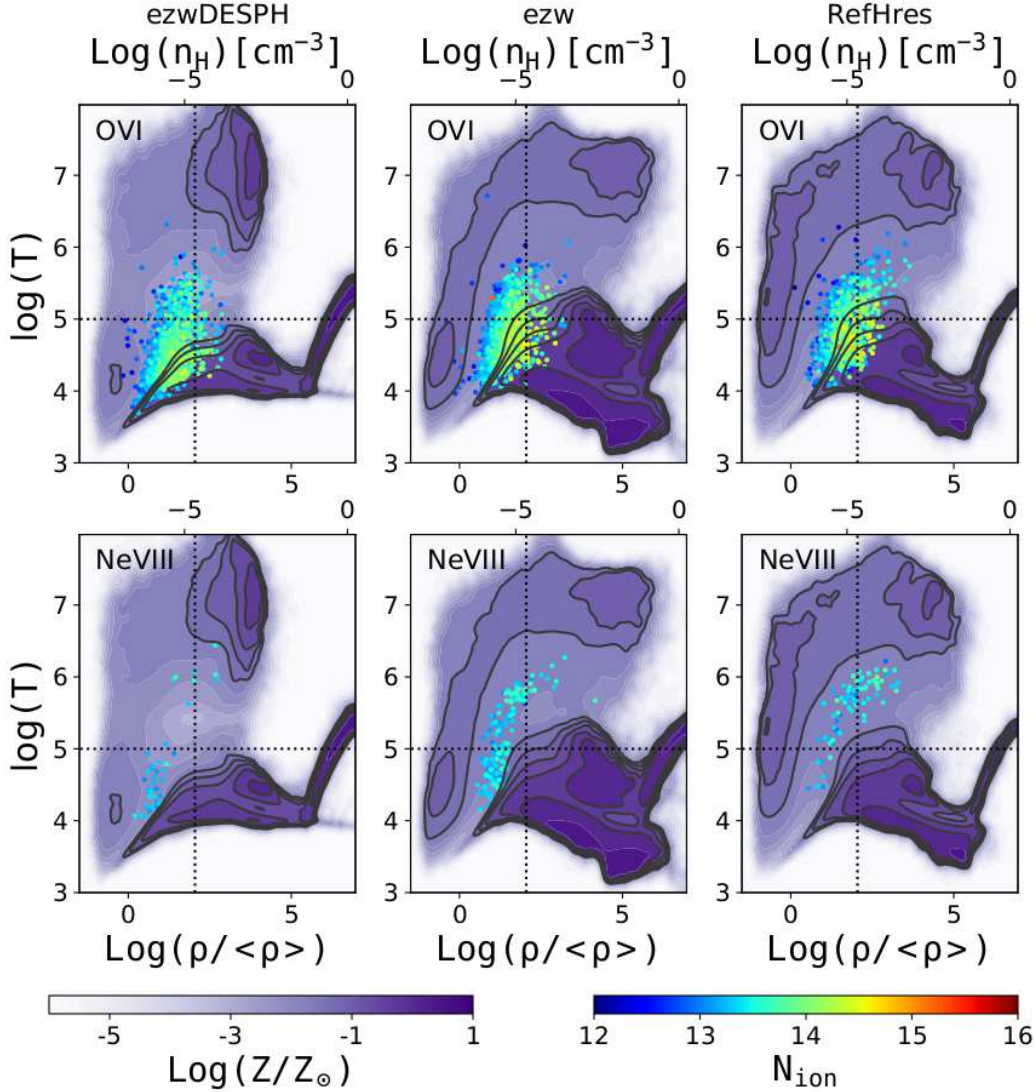 ezwDESPH ezw RefHres
Log(n_H)[cm⁻³] Log(n_H)[cm⁻³] Log(n_H)[cm⁻³]
−5 0 −5 0 −5 0
OVI OVI OVI
7 7 7
6 6 6
log(T)
5 5 5
4 4 4
3 3 3
0 5 0 5 0 5
−5 0 −5 0 −5 0
NeVIII NeVIII NeVIII
7 7 7
6 6 6
log(T)
5 5 5
4 4 4
3 3 3
0 5 0 5 0 5
Log(ρ/<ρ>) Log(ρ/<ρ>) Log(ρ/<ρ>)
-5 -3 -1 1 12 13 14 15 16
Log(Z/Z⊙) N_ion